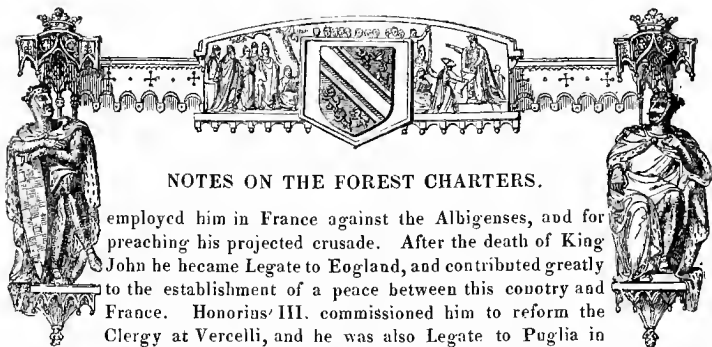 NOTES ON THE FOREST CHARTERS.
employed him in France against the Albigenses, and for
preaching his projected crusade. After the death of King
John he became Legate to England, and contributed greatly
to the establishment of a peace between this country and
France. Honorius' III. commissioned him to reform the
Clergy at Vercelli, and he was also Legate to Puglia in